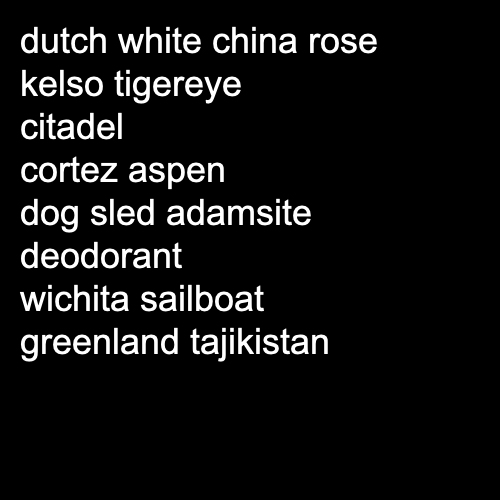 dutch white china rose
kelso tigereye
citadel
cortez aspen
dog sled adamsite
deodorant
wichita sailboat
greenland tajikistan